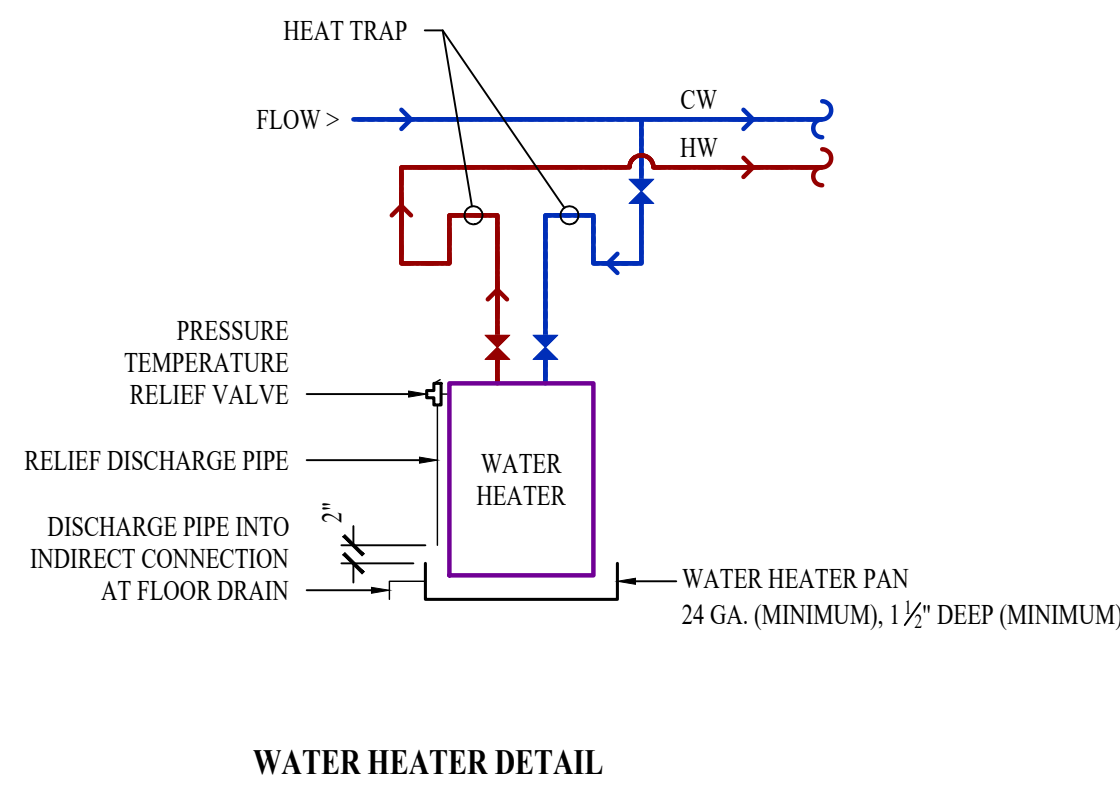 HEAT TRAP
CW
FLOW >
HW
PRESSURE
TEMPERATURE
RELIEF VALVE
RELIEF DISCHARGE PIPE
WATER
HEATER
2"
DISCHARGE PIPE INTO
INDIRECT CONNECTION
AT FLOOR DRAIN
WATER HEATER PAN
24 GA. (MINIMUM), 1 1/2" DEEP (MINIMUM)
WATER HEATER DETAIL